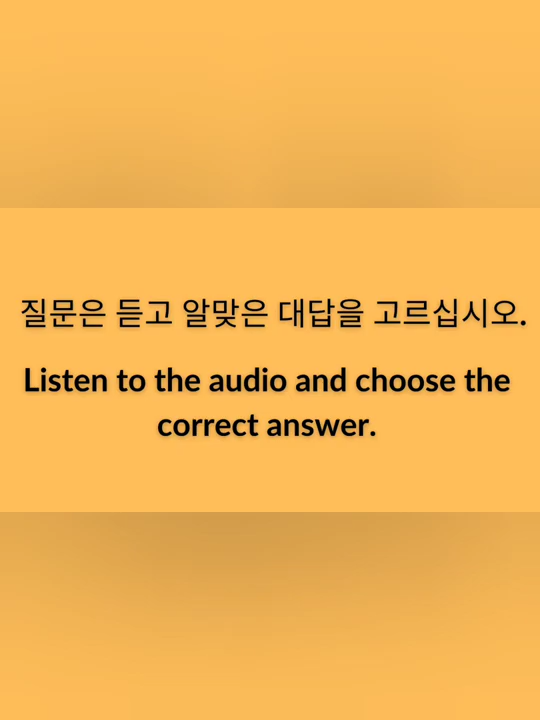 질문은 듣고 알맞은 대답을 고르십시오.
Listen to the audio and choose the
correct answer.